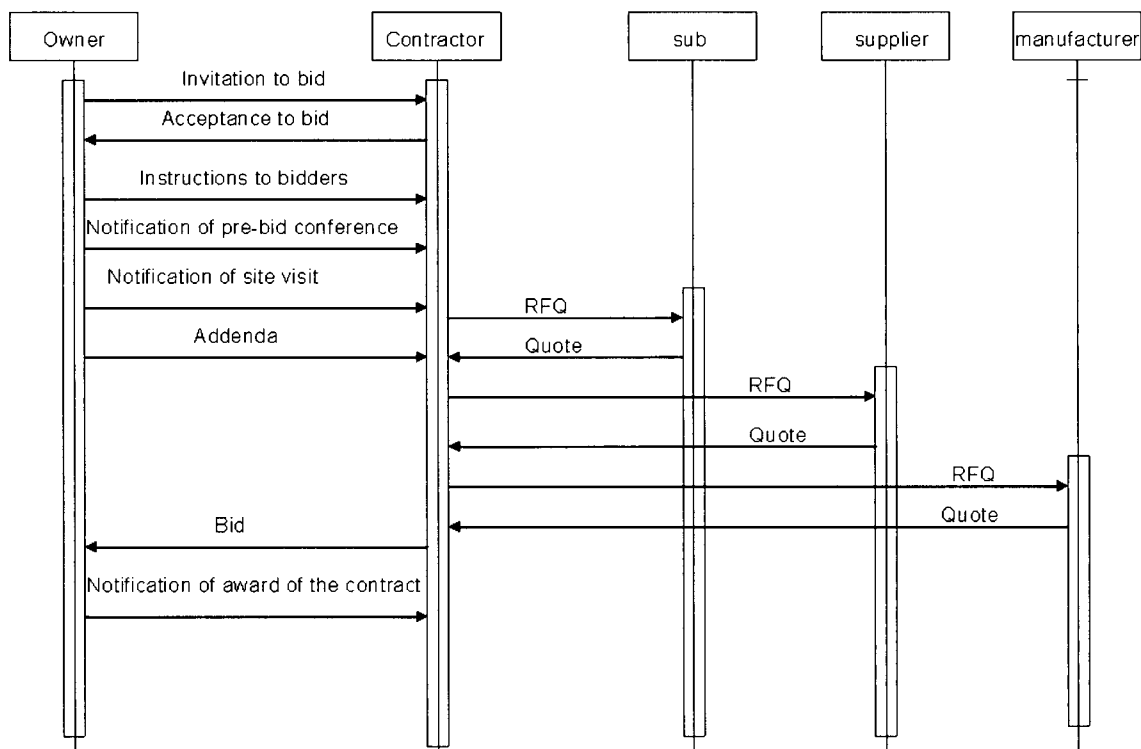 Owner
Contractor
sub
supplier
manufacturer
Invitation to bid
Acceptance to bid
Instructions to bidders
Notification of pre-bid conference
Notification of site visit
RFQ
Addenda
Quote
RFQ
Quote
RFQ
Quote
Bid
Notification of award of the contract